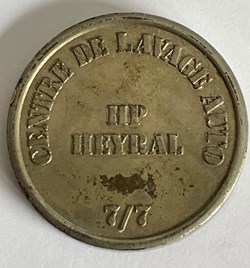 CENTRE DE LAVAGE AUTO
HP
HEYRAL
7/7